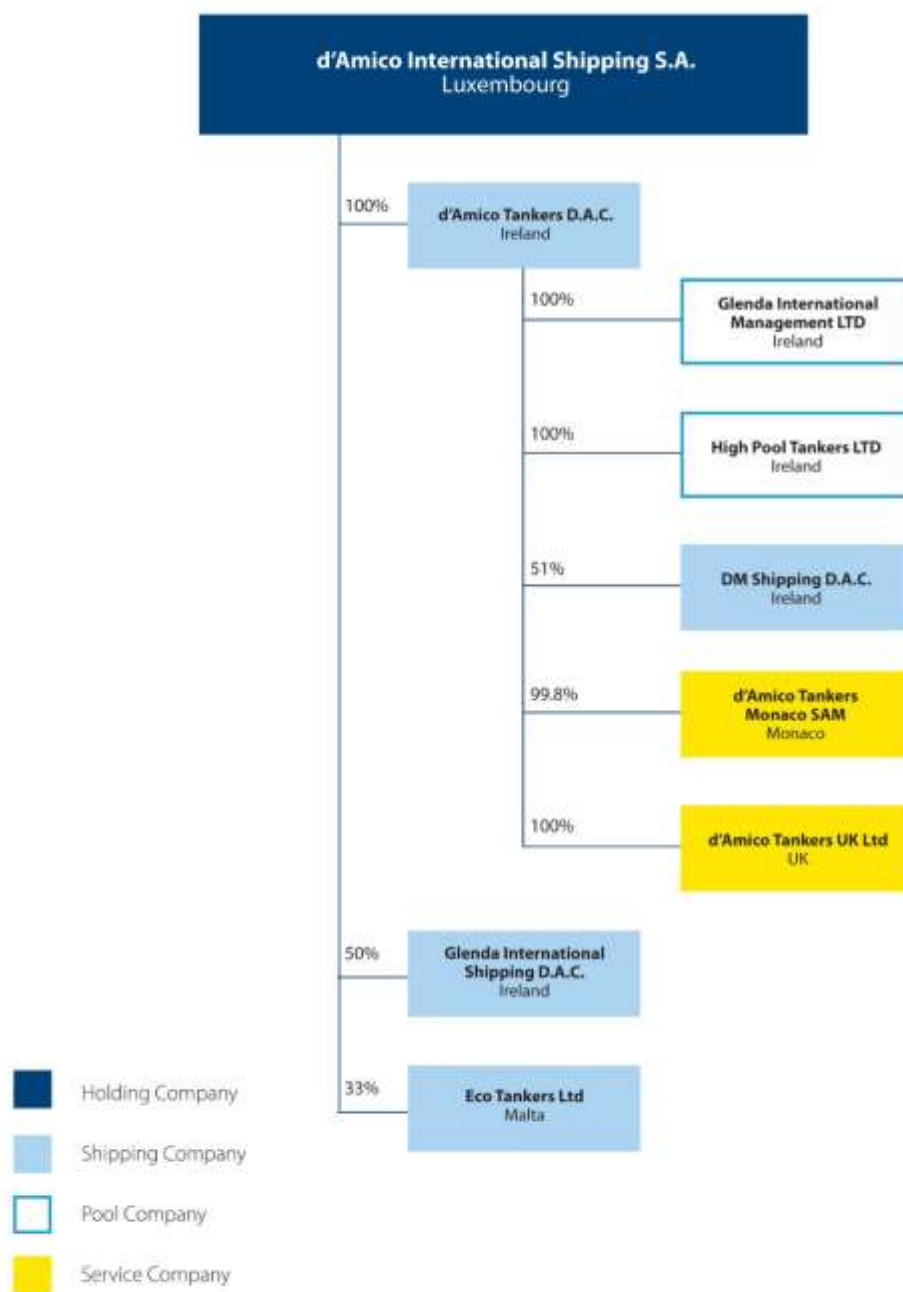 d'Amico International Shipping S.A.
Luxembourg
100%
d'Amico Tankers D.A.C.
Ireland
100%
Glenda International
Management LTD
Ireland
100%
High Pool Tankers LTD
Ireland
51%
DM Shipping D.A.C.
Ireland
99.8%
d'Amico Tankers
Monaco SAM
Monaco
100%
d'Amico Tankers UK Ltd
UK
50%
Glenda International
Shipping D.A.C.
Ireland
33%
Eco Tankers Ltd
Malta
Holding Company
Shipping Company
Pool Company
Service Company